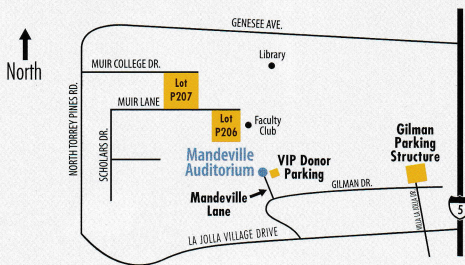 GENESEE AVE.
North
Library
MUIR COLLEGE DR.
Lot
P207
MUIR LANE
Lot
P206
Faculty
Club
NORTH TORREY PINES RD.
SCHOLARS DR.
Gilman
Parking
Structure
Mandeville
Auditorium
VIP Donor
Parking
GILMAN DR.
Mandeville
Lane
VILLA LA JOLLA DR.
5
LA JOLLA VILLAGE DRIVE